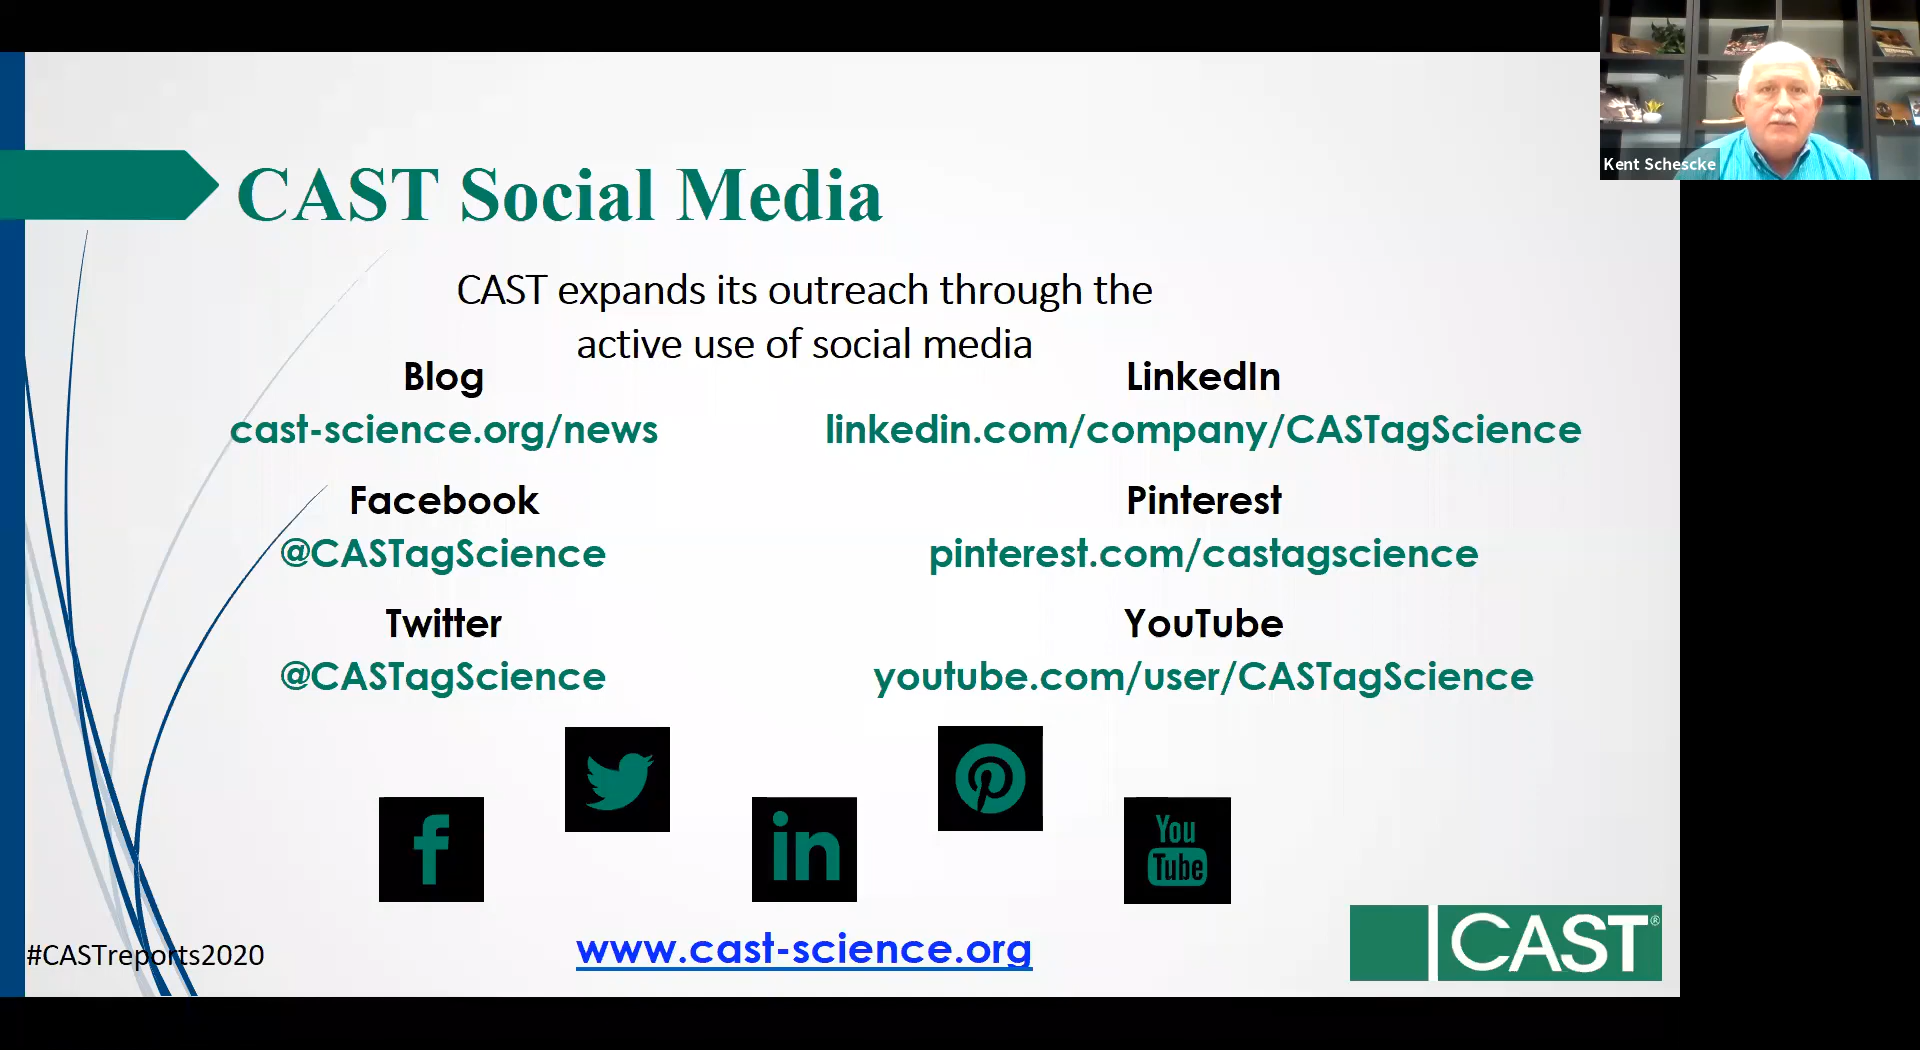 Kent Schescke
CAST Social Media
CAST expands its outreach through the
active use of social media
Blog
cast-science.org/news
Facebook
@CASTagScience
Twitter
@CASTagScience
LinkedIn
linkedin.com/company/CASTagScience
Pinterest
pinterest.com/castagscience
YouTube
youtube.com/user/CASTagScience
f
in
You
Tube
#CASTreports2020
www.cast-science.org
CAST®